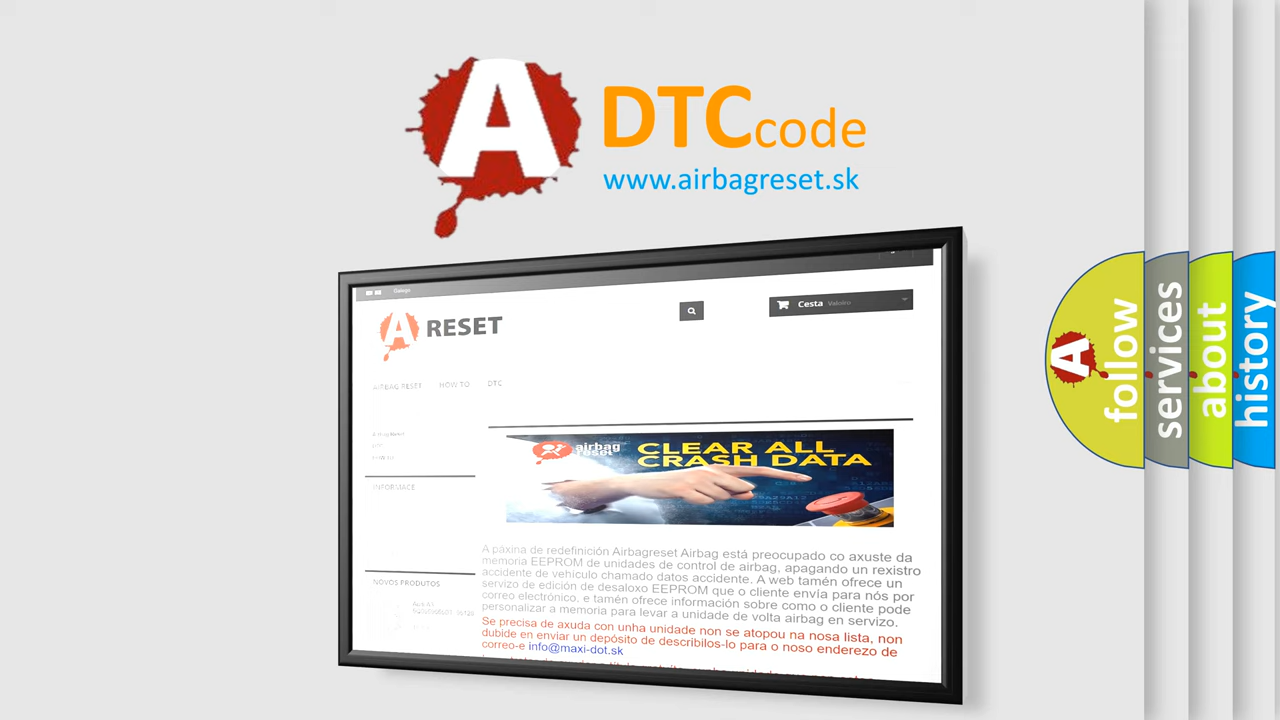 A
DTC code
www.airbagreset.sk
Galego
A RESET
Cesta
AIRBAG RESET HOW TO DTC
INFORMACE
airbag
reset
CLEAR ALL
CRASH DATA
A páxina de redefinición Airbagreset Airbag está preocupado co axuste da
memoria EEPROM de unidades de control de airbag, apagando un rexistro
accidente de vehículo chamado datos accidente. A web tamén ofrece un
servizo de edición de desaloxo EEPROM que o cliente envía para nós por
correo electrónico, e tamén ofrece información sobre como o cliente pode
personalizar a memoria para levar a unidade de volta airbag en servizo.
Se precisa de axuda con unha unidade non se atopou na nosa lista, non
dubide en enviar un depósito de describilos-lo para o noso enderezo de
correo-e info@maxi-dot.sk
NOVOS PRODUTOS
A
follow
services
about
history